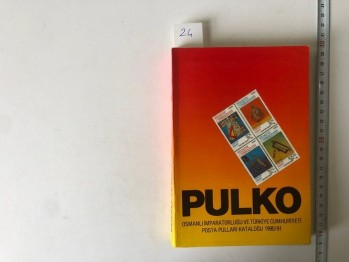 24
PULKO
OSMANLI İMPARATORLUĞU VE TÜRKİYE CUMHURİYETİ
POSTA PULLARI KATALOĞU 1990/91